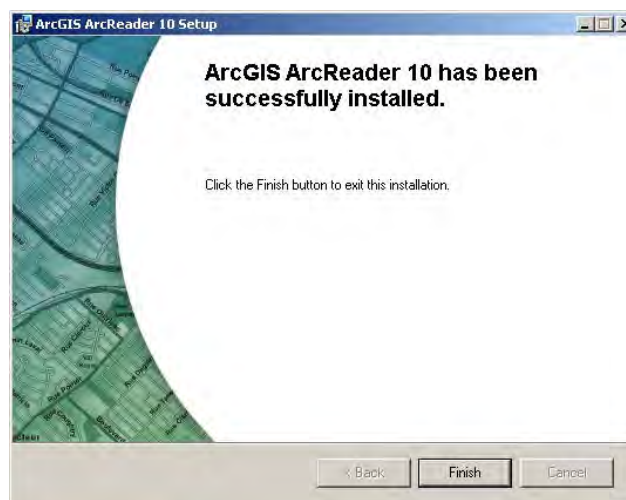 ArcGIS ArcReader 10 Setup
ArcGIS ArcReader 10 has been
successfully installed.
Click the Finish button to exit this installation.
< Back
Finish
Cancel